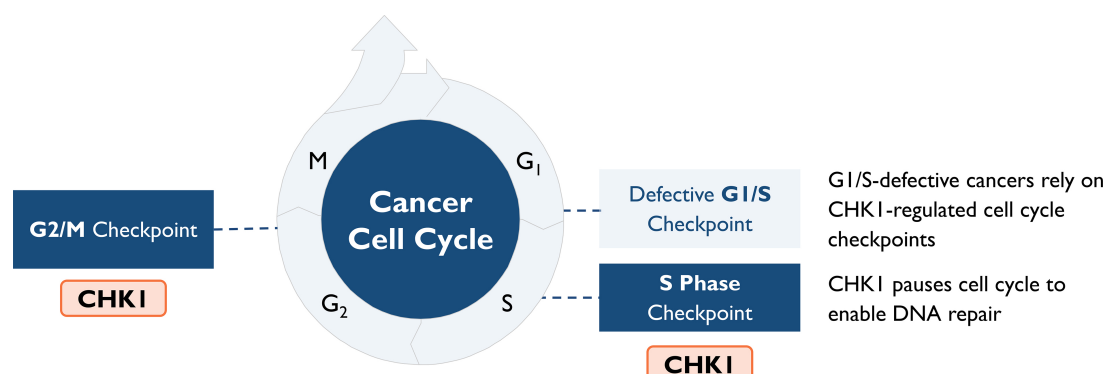 M
G₁
Cancer
Cell Cycle
G₂
S
G2/M Checkpoint
CHK1
Defective G1/S
Checkpoint
G1/S-defective cancers rely on
CHK1-regulated cell cycle
checkpoints
S Phase
Checkpoint
CHK1 pauses cell cycle to
enable DNA repair
CHK1